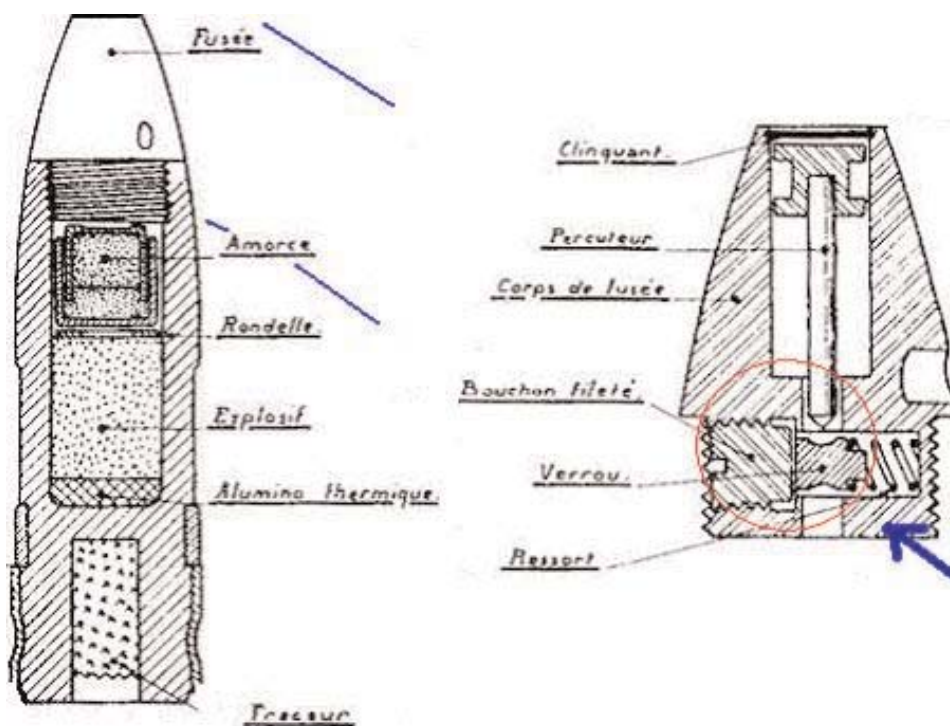 Fusée
Amorce
Rondelle.
Explosif
Alumino thermique.
Traceur
Clinquant.
Percuteur
Corps de fusée
Bouchon fileté.
Verrou.
Ressort